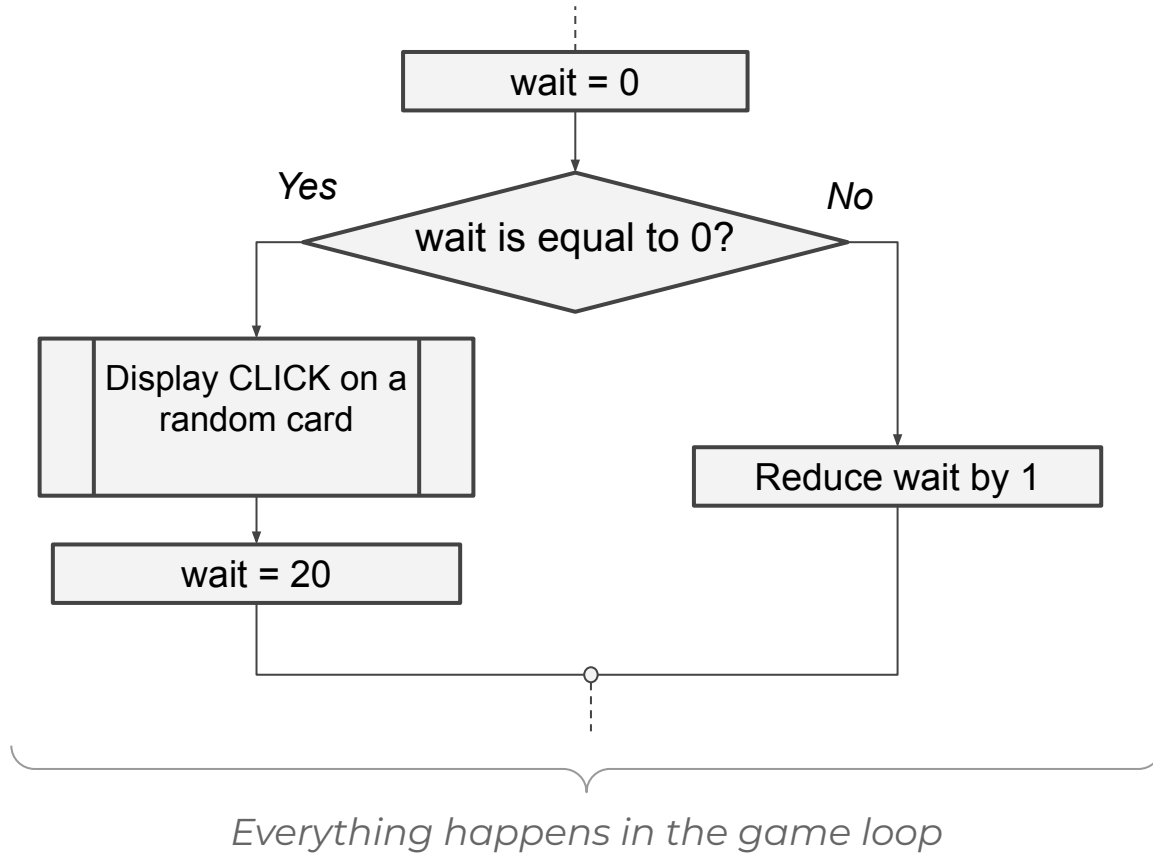 wait = 0
Yes
No
wait is equal to 0?
Display CLICK on a
random card
Reduce wait by 1
wait = 20
Everything happens in the game loop